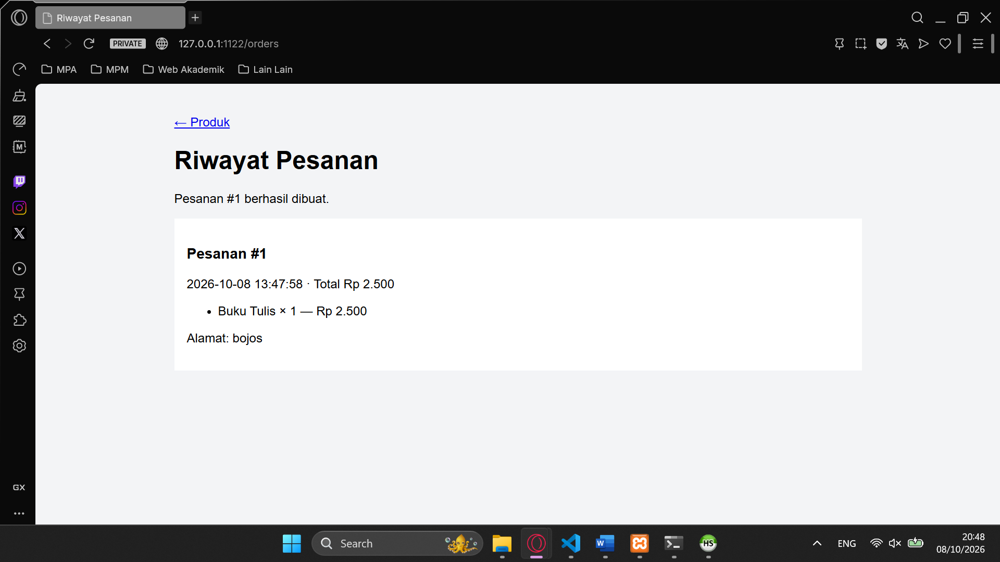 Riwayat Pesanan
PRIVATE
127.0.0.1:1122/orders
MPA
MPM
Web Akademik
Lain Lain
M
← Produk
Riwayat Pesanan
Pesanan #1 berhasil dibuat.
Pesanan #1
2026-10-08 13:47:58 · Total Rp 2.500
• Buku Tulis × 1 — Rp 2.500
Alamat: bojos
GX
Search
W
HS
ENG
20:48
08/10/2026